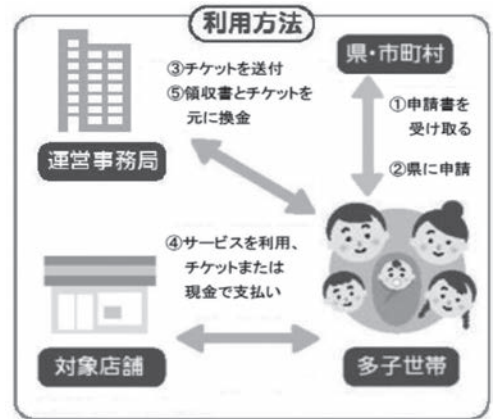 利用方法
県・市町村
③チケットを送付
⑤領収書とチケットを
元に換金
①申請書を
受け取る
②県に申請
運営事務局
④サービスを利用、
チケットまたは
現金で支払い
対象店舗
多子世帯